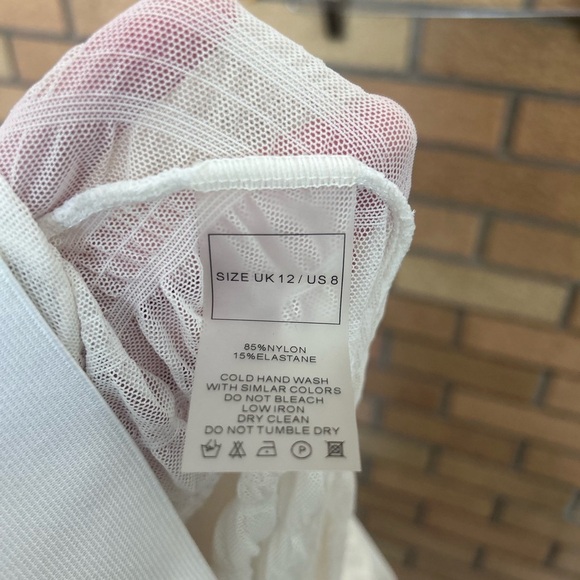 SIZE UK 12 / US 8
85%NYLON
15%ELASTANE
COLD HAND WASH
WITH SIMLAR COLORS
DO NOT BLEACH
LOW IRON
DRY CLEAN
DO NOT TUMBLE DRY